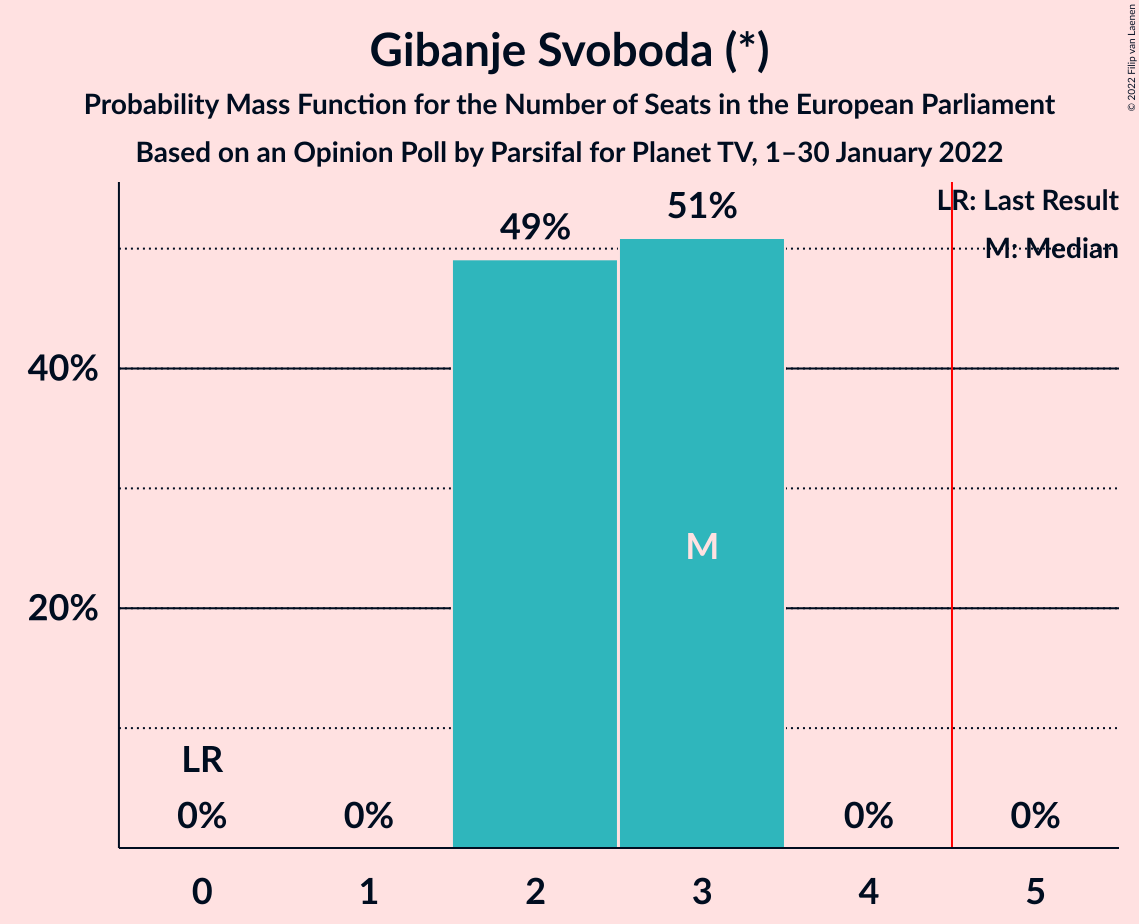 Gibanje Svoboda (*)
Probability Mass Function for the Number of Seats in the European Parliament
Based on an Opinion Poll by Parsifal for Planet TV, 1–30 January 2022
© 2022 Filip van Laenen
LR: Last Result
M: Median
49%
51%
40%
20%
M
LR
0%
0%
0%
0%
0
1
2
3
4
5